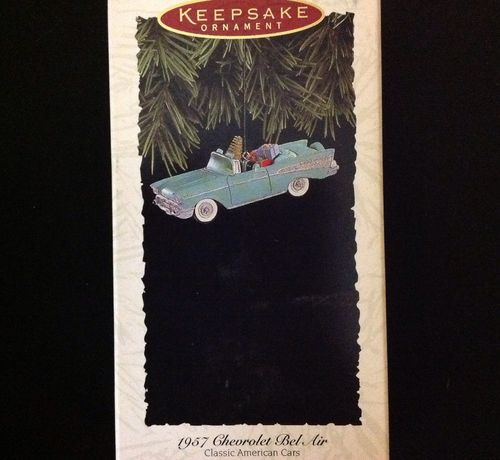 KEEPSAKE
ORNAMENT
1957 Chevrolet Bel Air
Classic American Cars